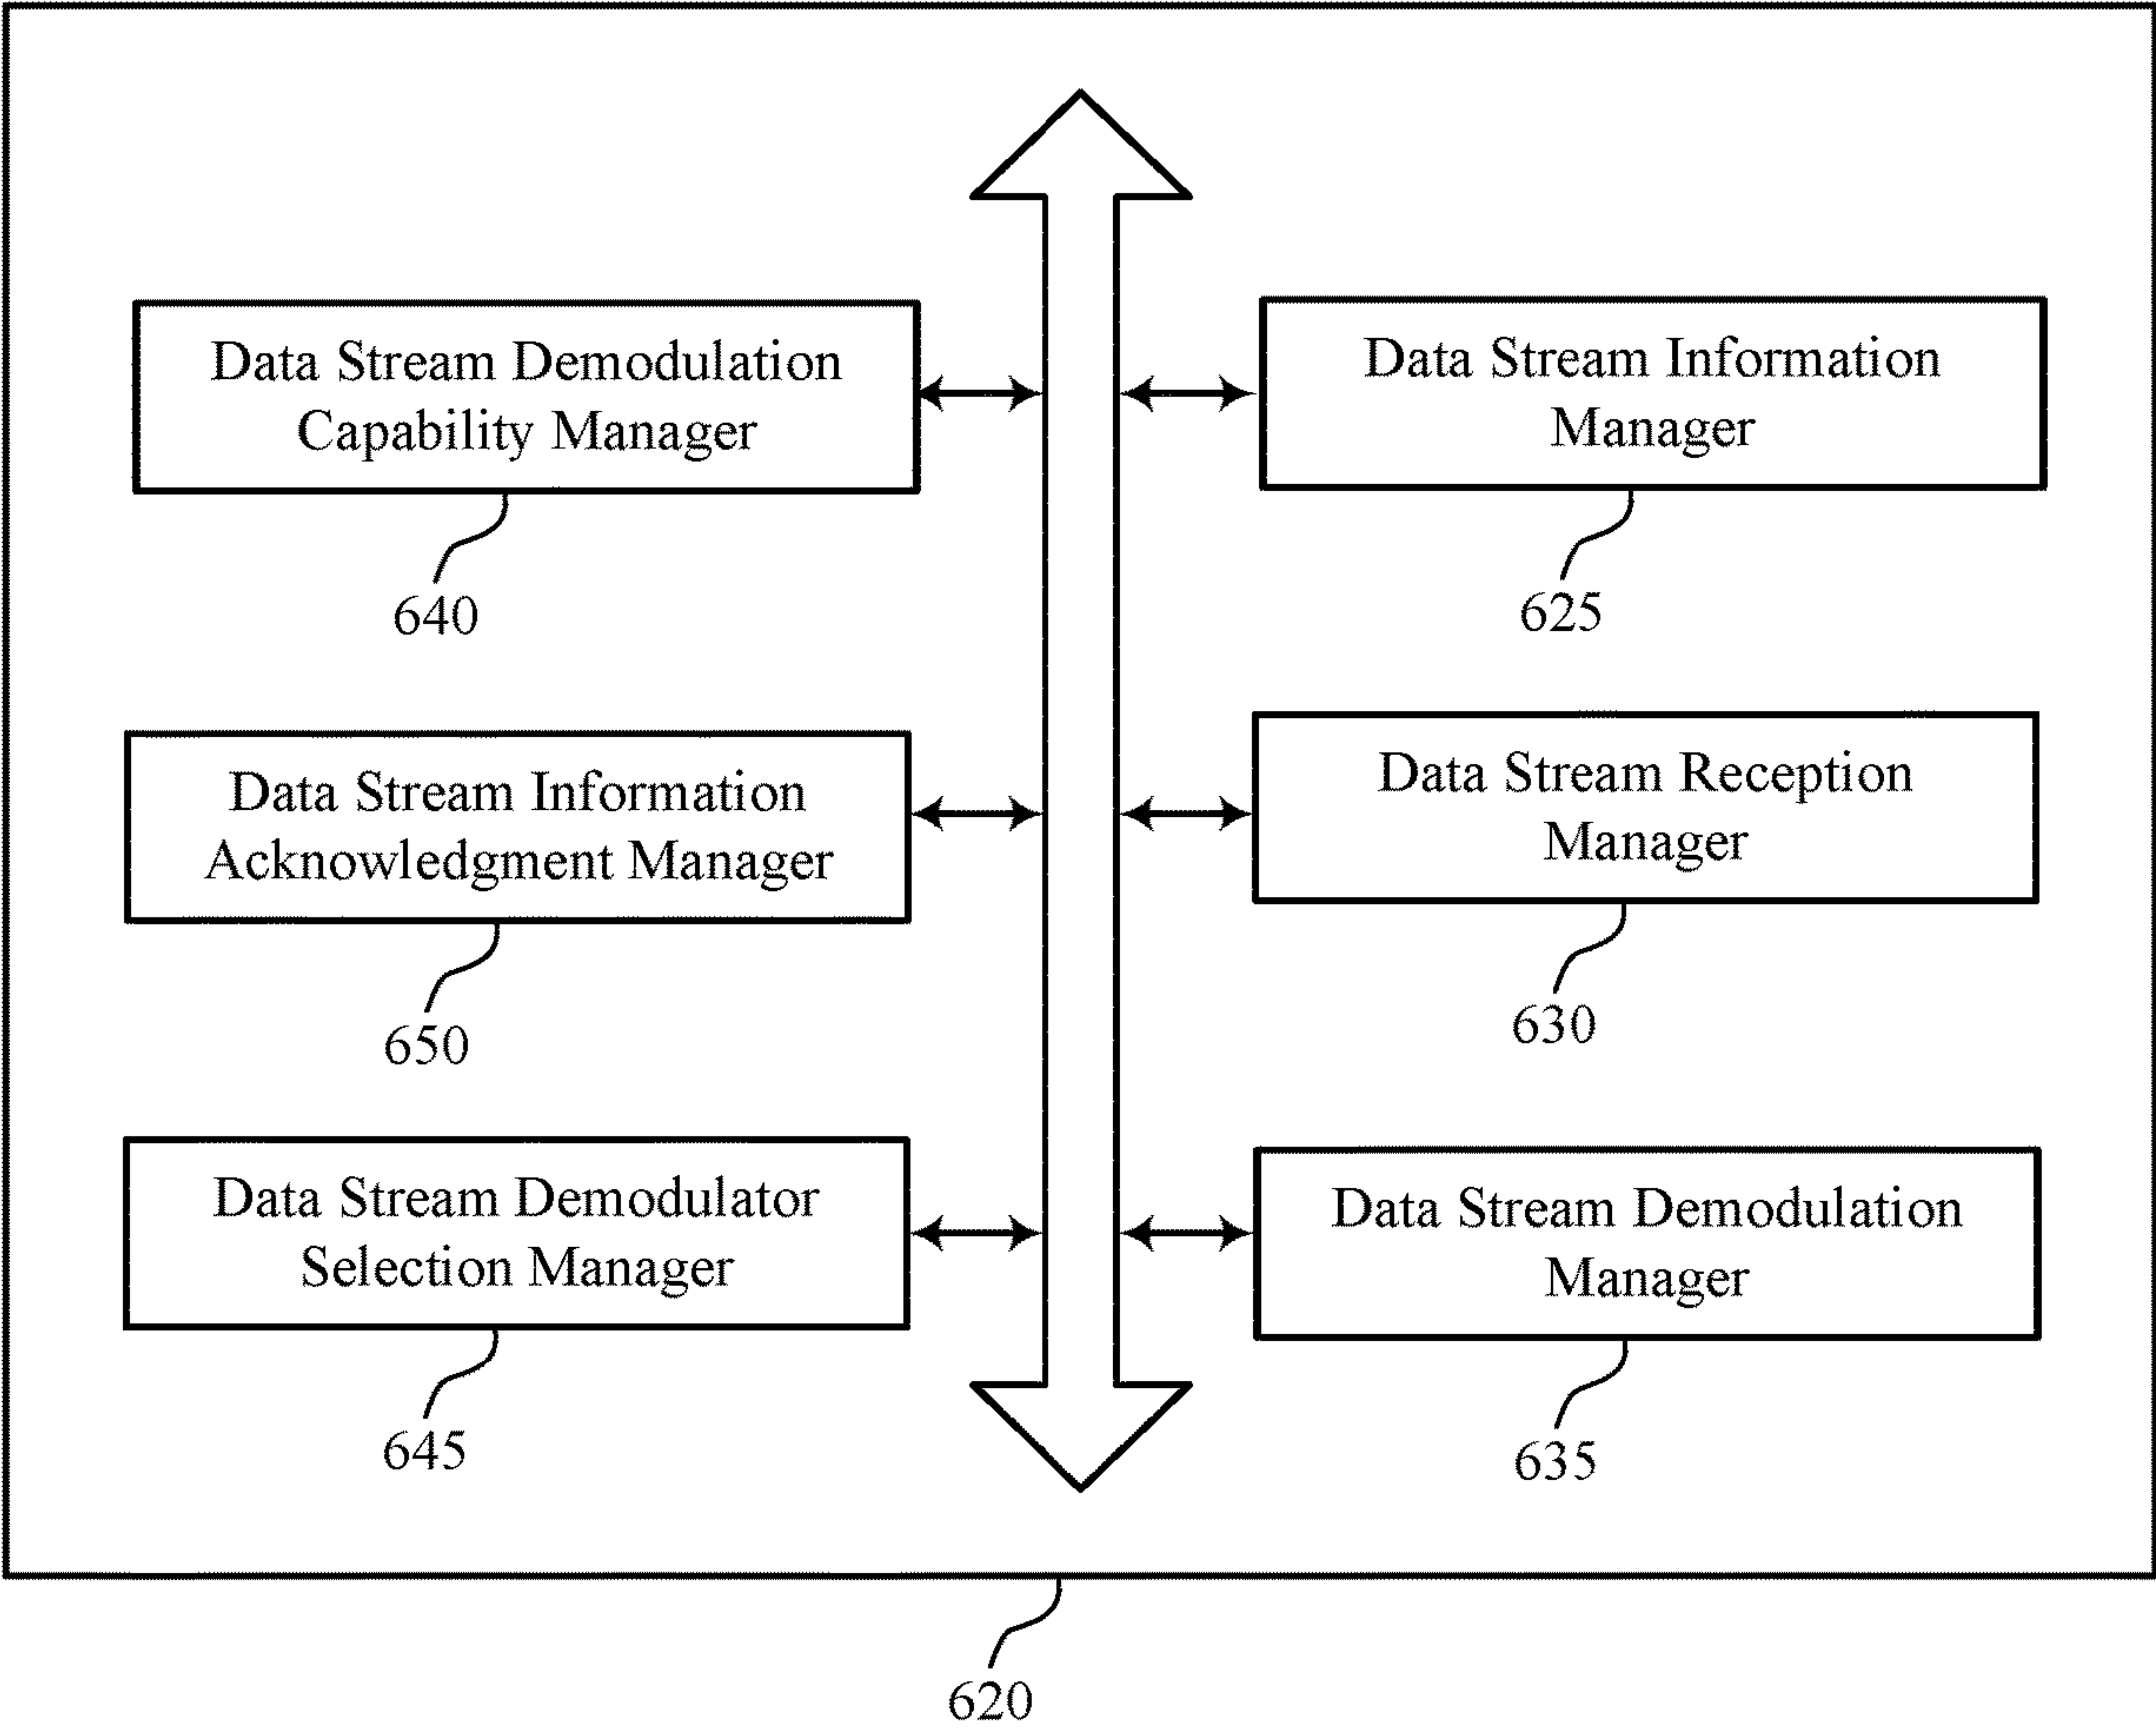 Data Stream Demodulation
Capability Manager
640
Data Stream Information
Manager
625
Data Stream Information
Acknowledgment Manager
650
Data Stream Reception
Manager
630
Data Stream Demodulator
Selection Manager
645
Data Stream Demodulation
Manager
635
620